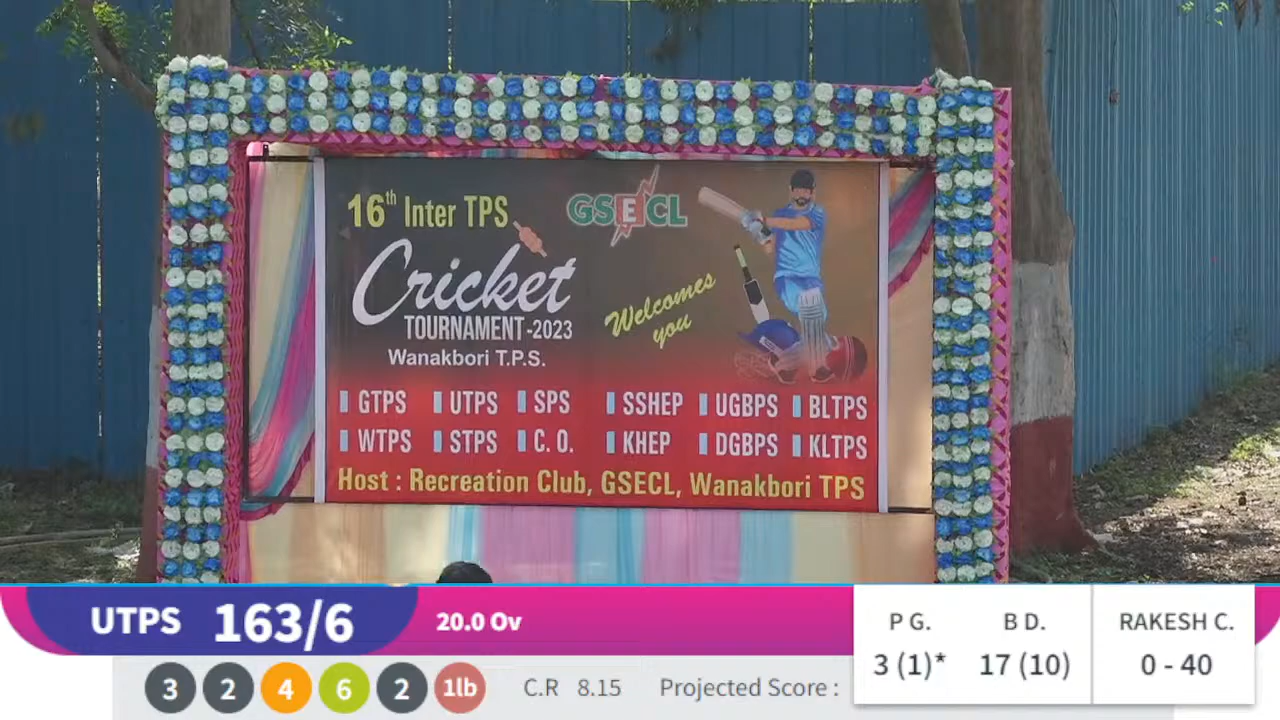 16th Inter TPS
GSECL
Cricket
TOURNAMENT-2023
Wanakbori T.P.S.
Welcomes
you
GTPS UTPS SPS SSHEP UGBPS BLTPS
WTPS STPS C. O. KHEP DGBPS KLTPS
Host : Recreation Club, GSECL, Wanakbori TPS
UTPS 163/6 20.0 Ov
P G. B D. RAKESH C.
3 (1)* 17 (10) 0 - 40
3 2 4 6 2 1lb C.R 8.15 Projected Score :